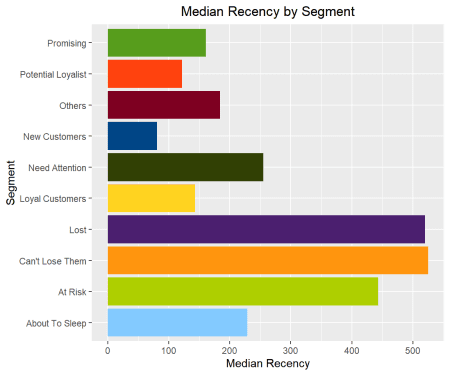 Median Recency by Segment
Promising
Potential Loyalist
Others
New Customers
Need Attention
Loyal Customers
Lost
Can't Lose Them
At Risk
About To Sleep
Segment
0 100 200 300 400 500
Median Recency